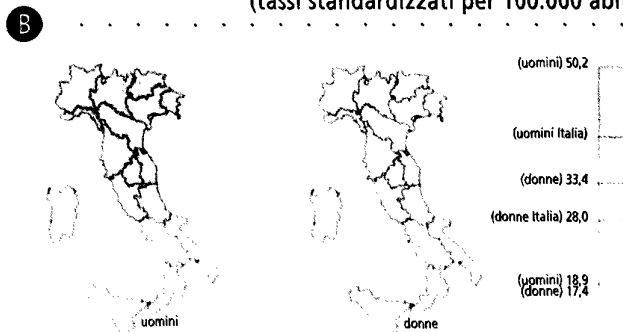 (tassi standardizzati per 100.000
B
(uomini) 50,2
(uomini Italia)
(donne) 33,4
(donne Italia) 28,0
(uomini) 18,9
(donne) 17,4
uomini
donne